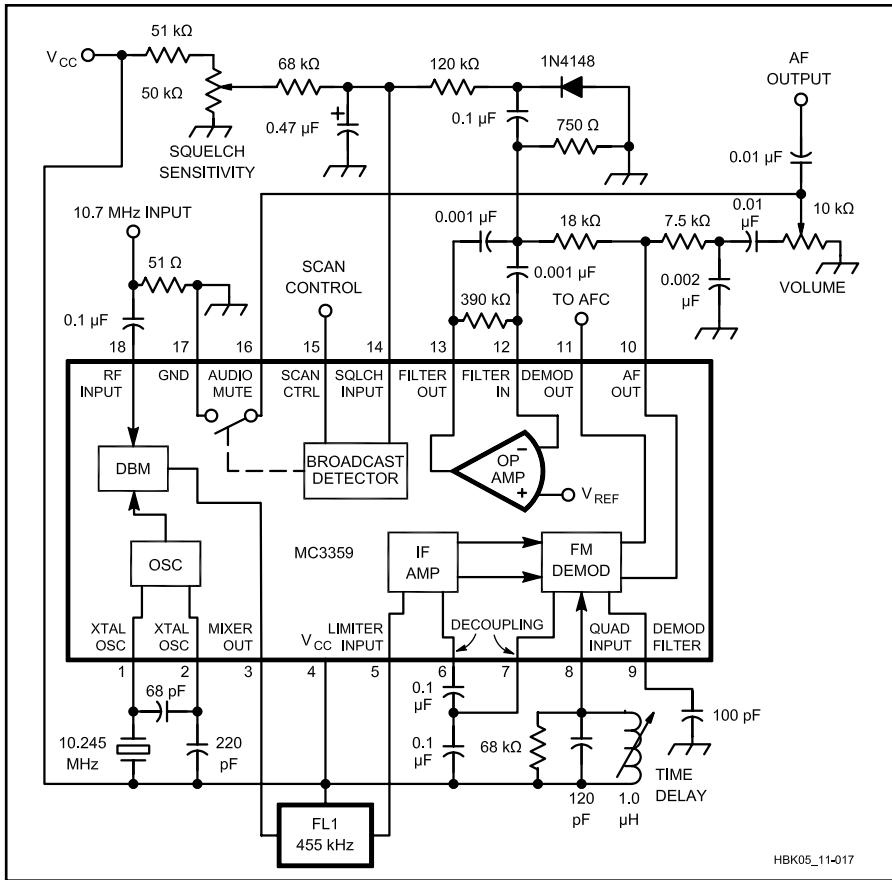 VCC
51 kΩ
50 kΩ
SQUELCH
SENSITIVITY
68 kΩ
+
0.47 µF
120 kΩ
1N4148
0.1 µF
750 Ω
AF
OUTPUT
0.01 µF
10.7 MHz INPUT
51 Ω
0.1 µF
SCAN
CONTROL
0.001 µF
18 kΩ
0.001 µF
390 kΩ
TO AFC
7.5 kΩ
0.01
µF
10 kΩ
0.002
µF
VOLUME
18
17
16
15
14
13
12
11
10
RF
INPUT
GND
AUDIO
MUTE
SCAN
CTRL
SQLCH
INPUT
FILTER
OUT
FILTER
IN
DEMOD
OUT
AF
OUT
DBM
BROADCAST
DETECTOR
OP
AMP
−
+
VREF
OSC
MC3359
IF
AMP
FM
DEMOD
XTAL
OSC
XTAL
OSC
MIXER
OUT
VCC
LIMITER
INPUT
DECOUPLING
QUAD
INPUT
DEMOD
FILTER
1
2
3
4
5
6
7
8
9
68 pF
10.245
MHz
220
pF
0.1
µF
0.1
µF
68 kΩ
120
pF
1.0
µH
TIME
DELAY
100 pF
FL1
455 kHz
HBK05_11-017